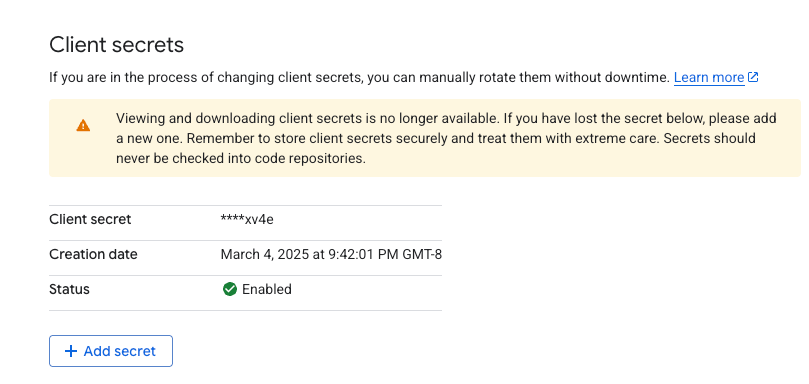 Client secrets
If you are in the process of changing client secrets, you can manually rotate them without downtime. Learn more
Viewing and downloading client secrets is no longer available. If you have lost the secret below, please add
a new one. Remember to store client secrets securely and treat them with extreme care. Secrets should
never be checked into code repositories.
Client secret ****xv4e
Creation date March 4, 2025 at 9:42:01 PM GMT-8
Status Enabled
+ Add secret